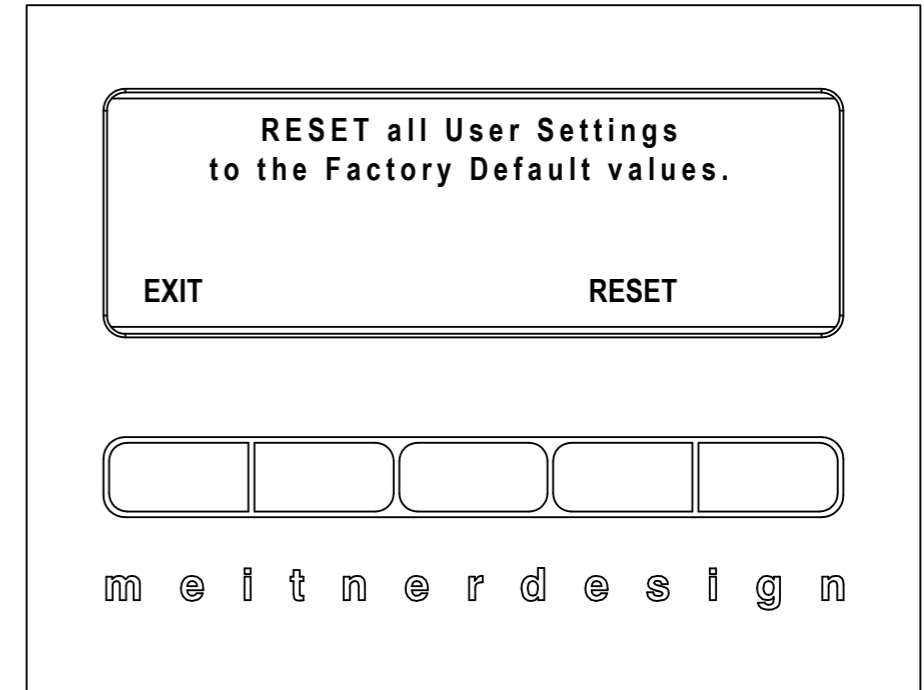 RESET all User Settings
to the Factory Default values.
EXIT RESET
meitnerdesign